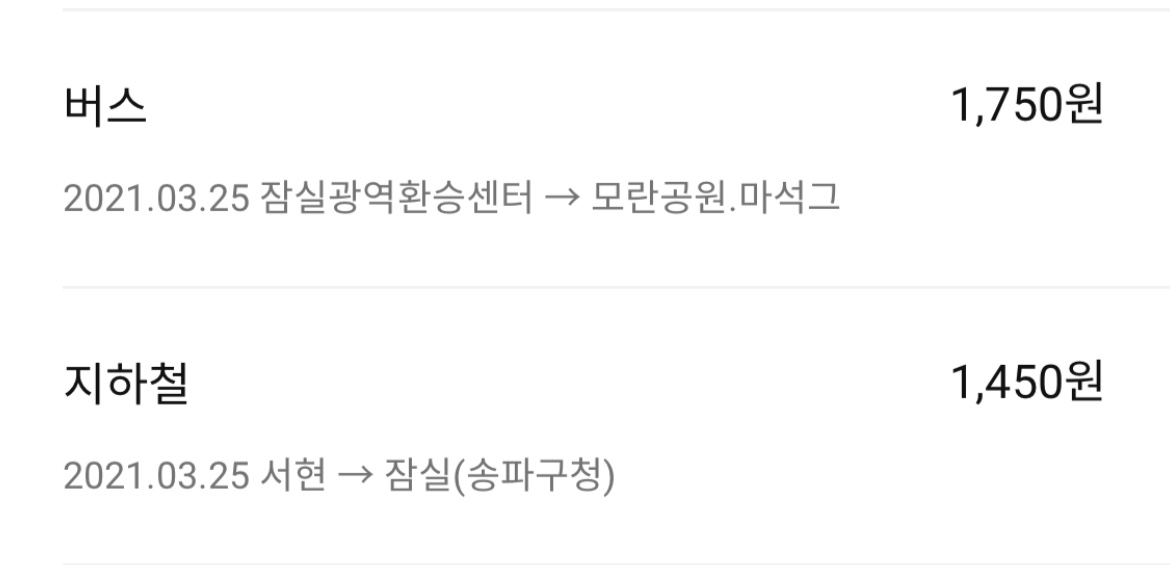 버스
1,750원
2021.03.25 잠실광역환승센터 → 모란공원.마석그
지하철
1,450원
2021.03.25 서현 → 잠실(송파구청)